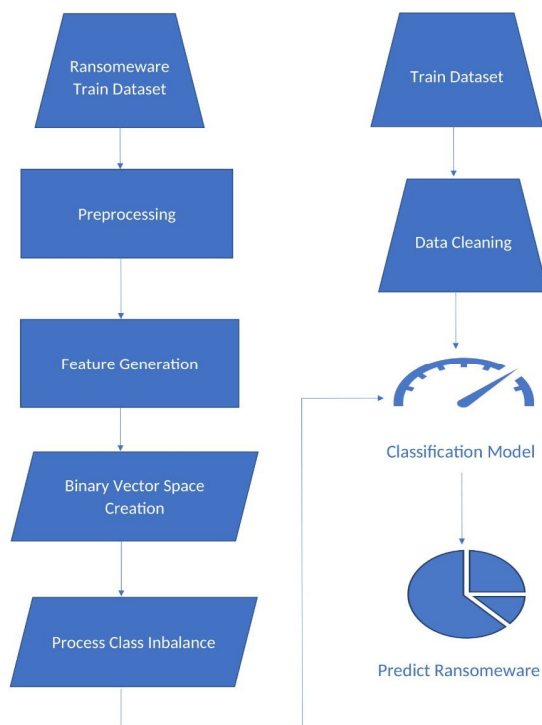 Ransomeware
Train Dataset
Preprocessing
Feature Generation
Binary Vector Space
Creation
Process Class Inbalance
Train Dataset
Data Cleaning
Classification Model
Predict Ransomeware